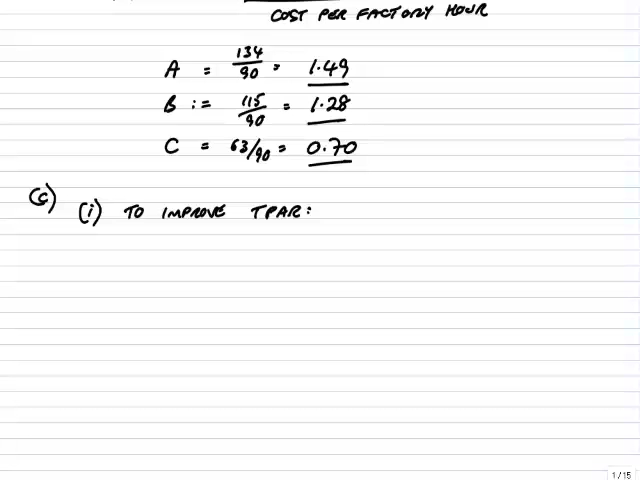 COST PER FACTORY HOUR
A = 134/90 = 1.49
B := 115/90 = 1.28
C = 63/90 = 0.70
(c) (i) TO IMPROVE TPAR:
1/15